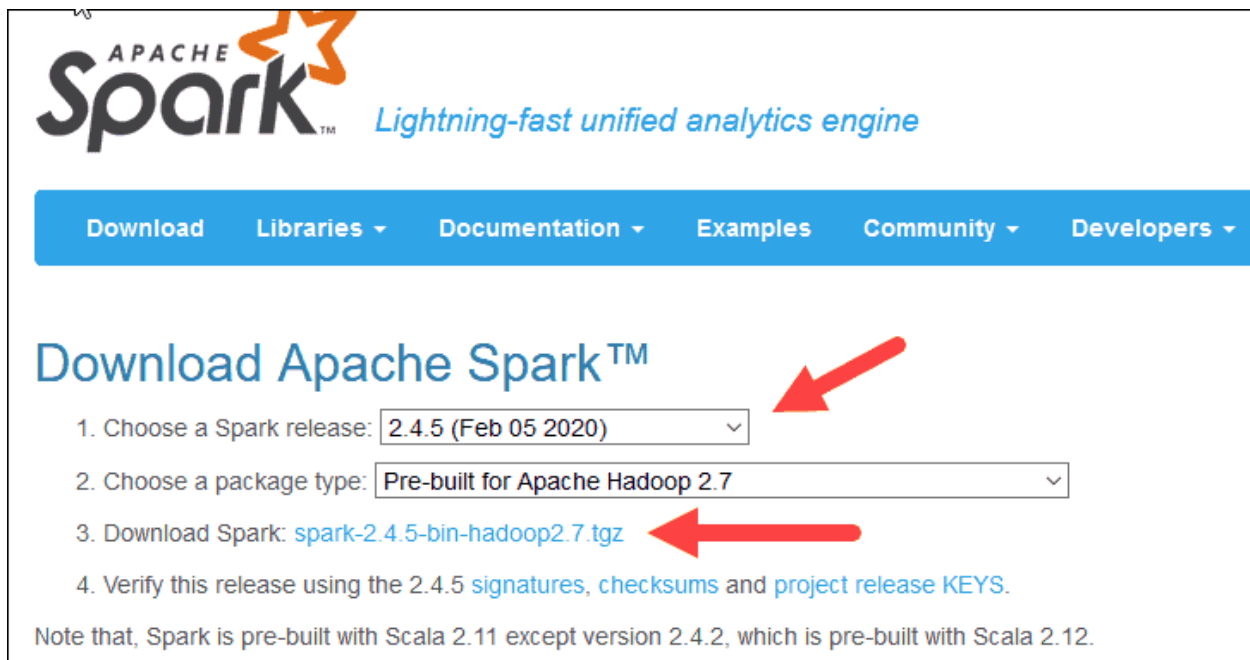 APACHE
Spark™
Lightning-fast unified analytics engine
Download Libraries Documentation Examples Community Developers
Download Apache Spark™
1. Choose a Spark release: 2.4.5 (Feb 05 2020)
2. Choose a package type: Pre-built for Apache Hadoop 2.7
3. Download Spark: spark-2.4.5-bin-hadoop2.7.tgz
4. Verify this release using the 2.4.5 signatures, checksums and project release KEYS.
Note that, Spark is pre-built with Scala 2.11 except version 2.4.2, which is pre-built with Scala 2.12.